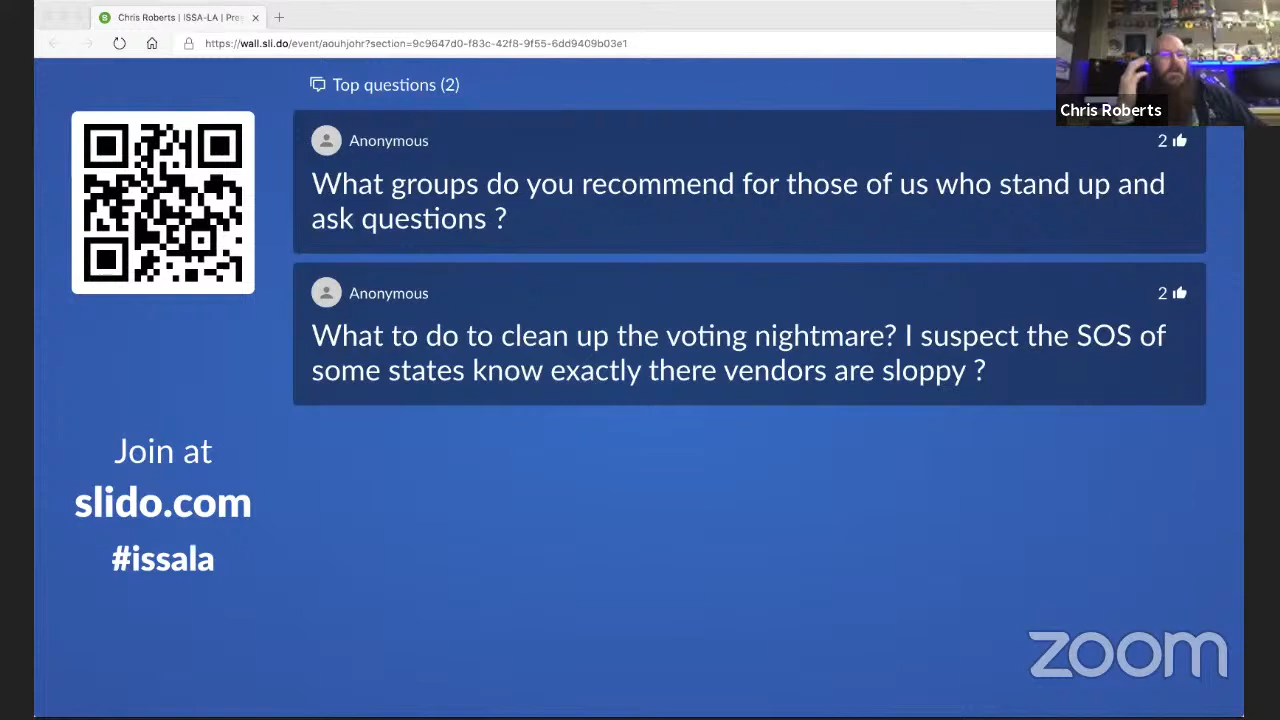 Chris Roberts | ISSA-LA | Pre
https://wall.sli.do/event/aouhjohr?section=9c9647d0-f83c-42f8-9f55-6dd9409b03e1
Chris Roberts
Top questions (2)
Anonymous
2
What groups do you recommend for those of us who stand up and
ask questions ?
Anonymous
2
What to do to clean up the voting nightmare? I suspect the SOS of
some states know exactly there vendors are sloppy ?
Join at
slido.com
#issala
zoom